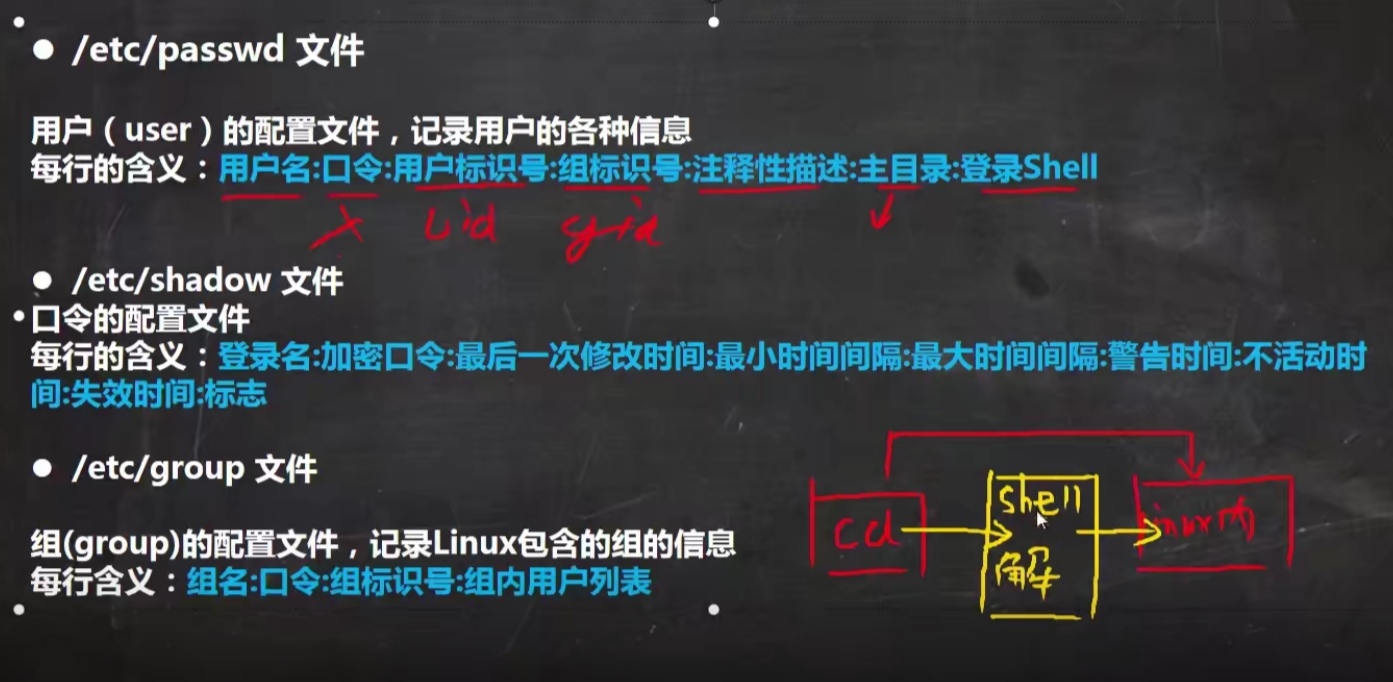 ● /etc/passwd 文件
用户（user）的配置文件，记录用户的各种信息
每行的含义：用户名:口令:用户标识号:组标识号:注释性描述:主目录:登录Shell
x uid gid
● /etc/shadow 文件
•口令的配置文件
每行的含义：登录名:加密口令:最后一次修改时间:最小时间间隔:最大时间间隔:警告时间:不活动时
间:失效时间:标志
● /etc/group 文件
组(group)的配置文件，记录Linux包含的组的信息
每行含义：组名:口令:组标识号:组内用户列表
cd
shell
解
linux内